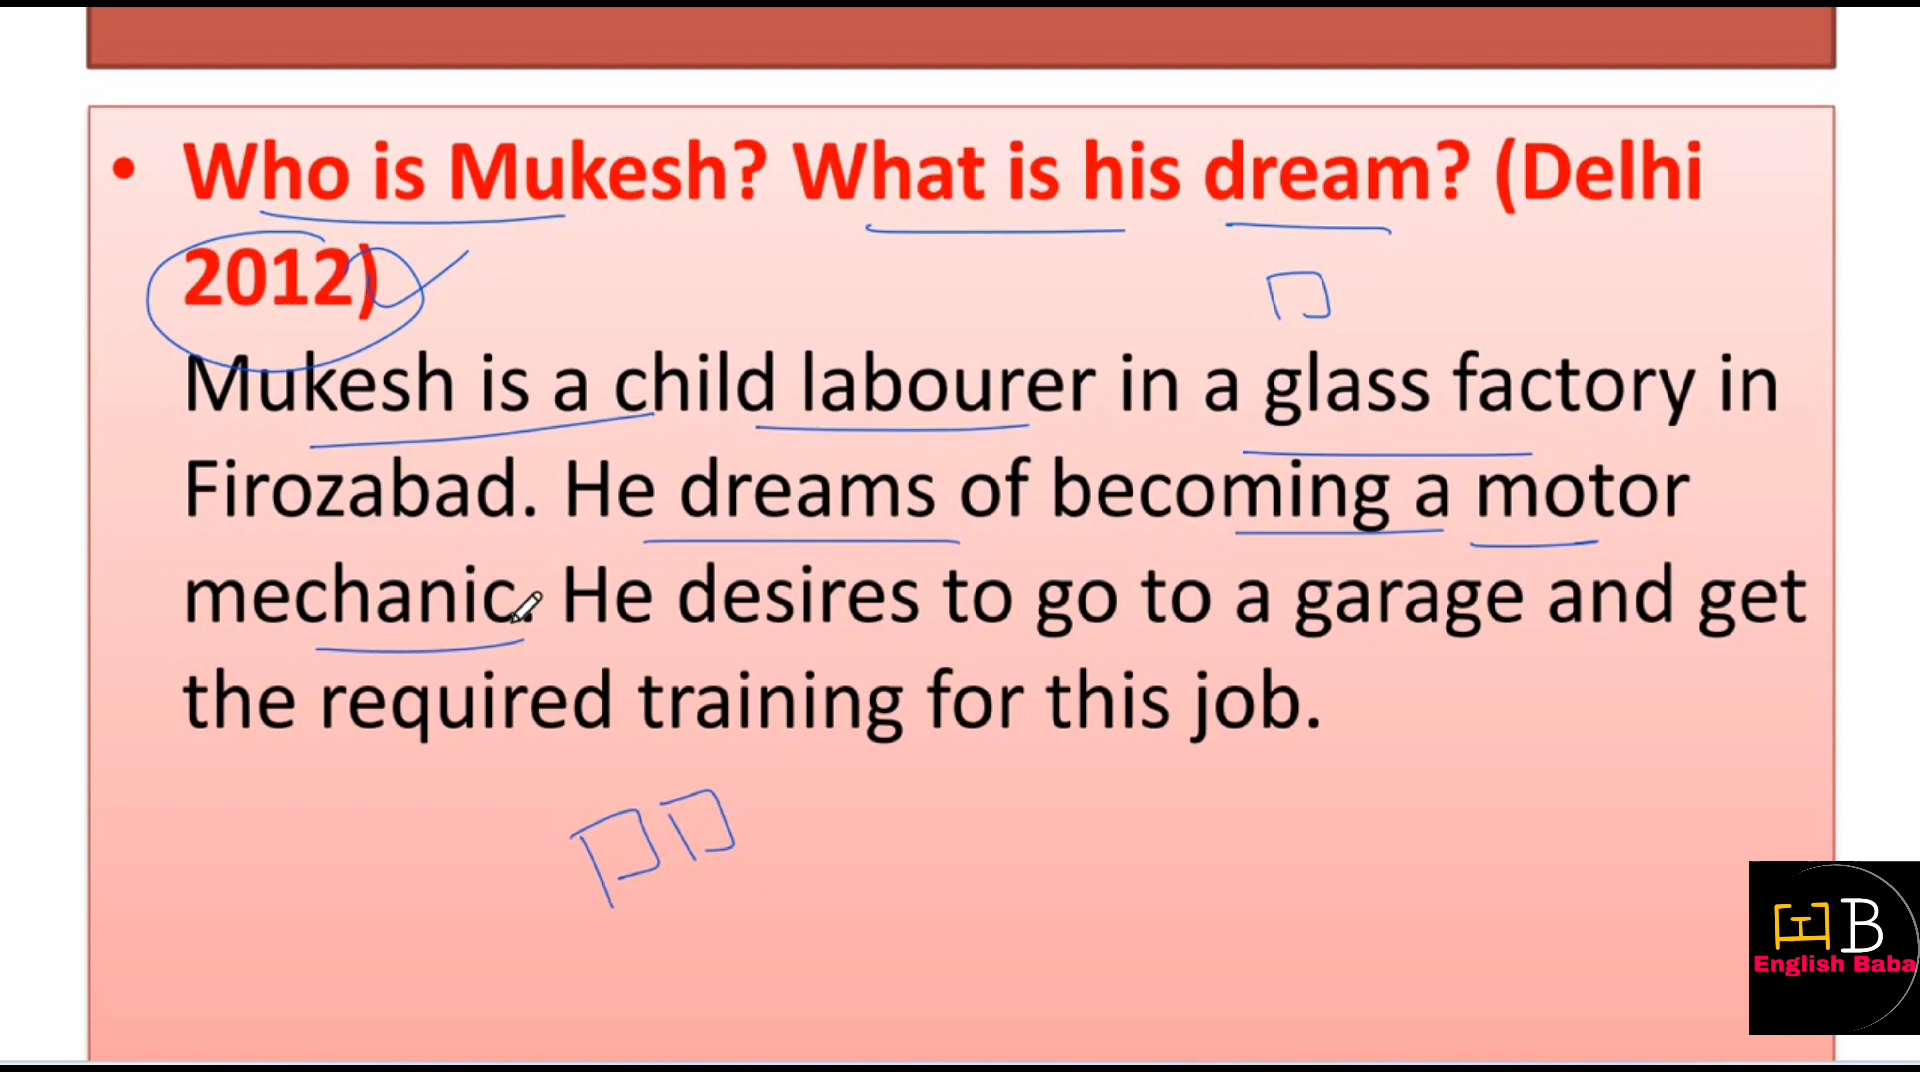 • Who is Mukesh? What is his dream? (Delhi
2012)
Mukesh is a child labourer in a glass factory in
Firozabad. He dreams of becoming a motor
mechanic. He desires to go to a garage and get
the required training for this job.
B
English Baba